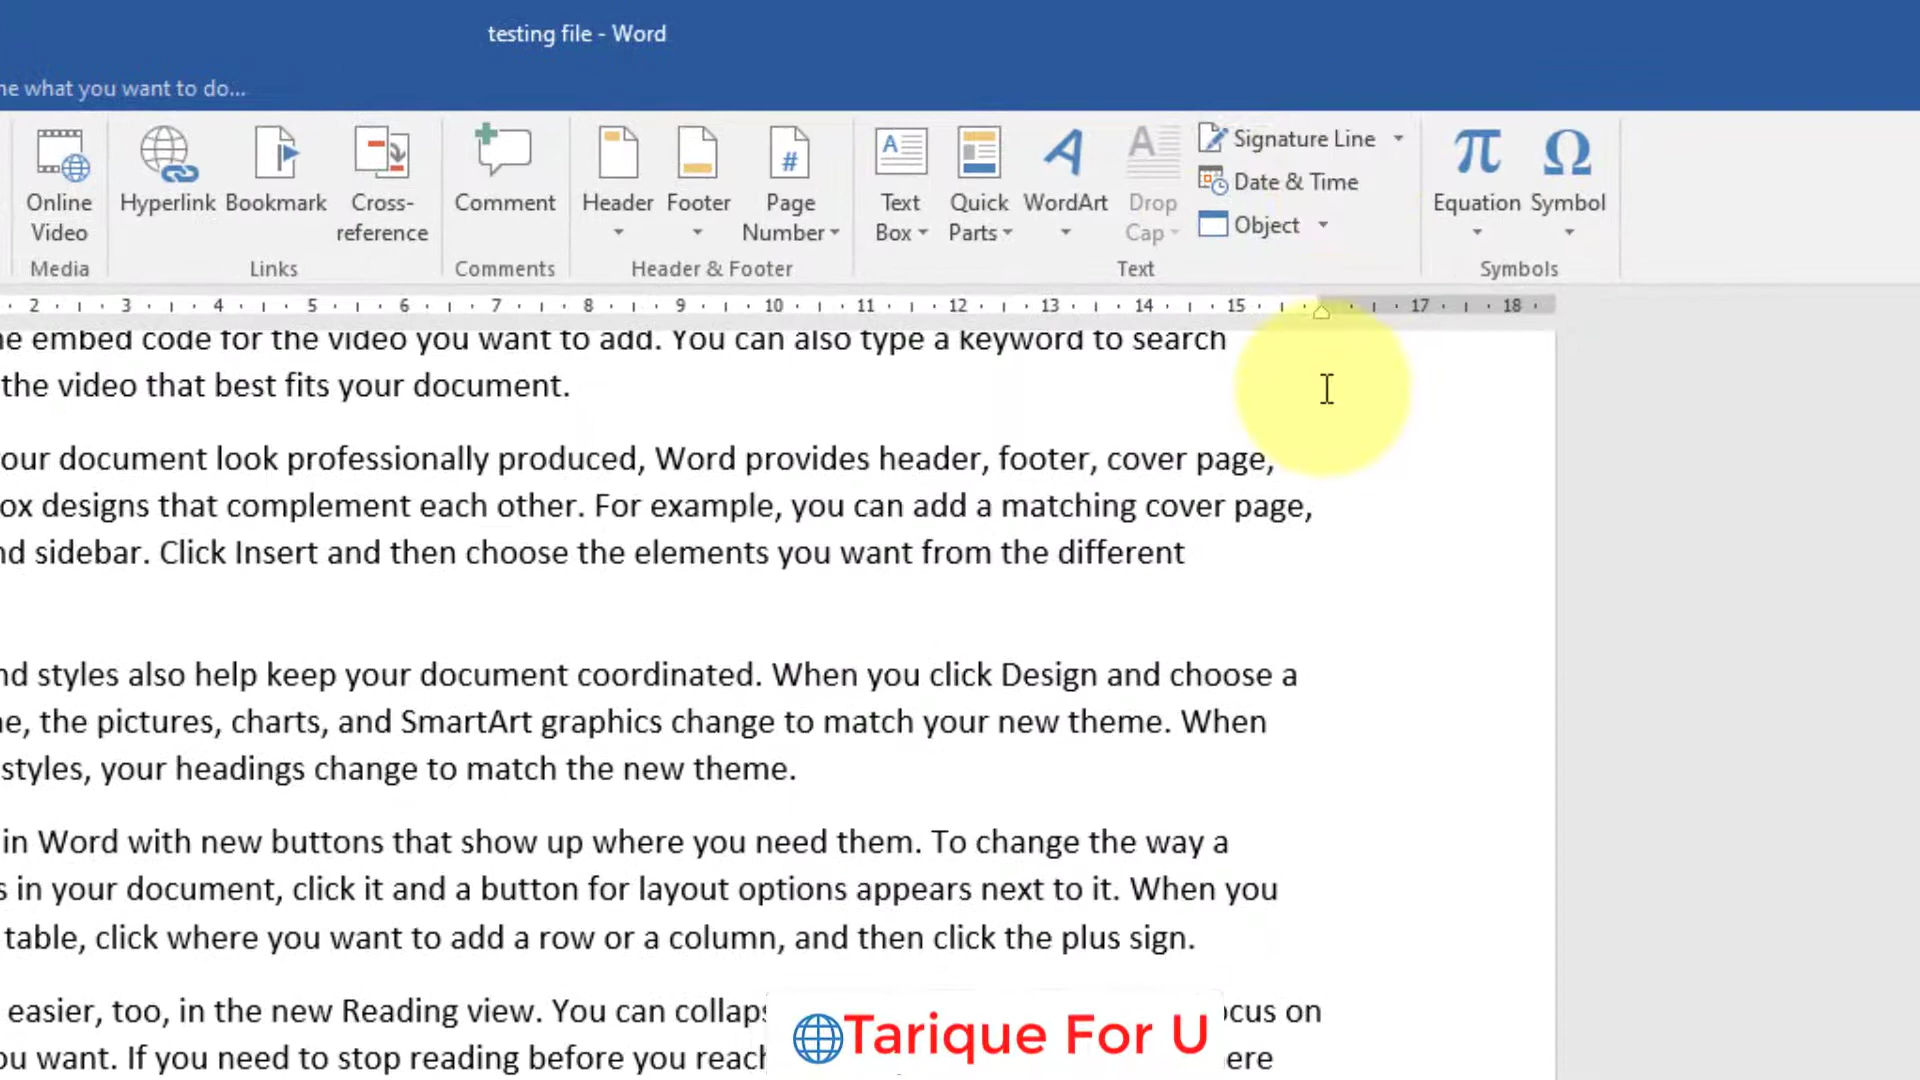 testing file - Word
me what you want to do...
Online Video
Hyperlink
Bookmark
Cross-reference
Comment
Header
Footer
Page Number
Text Box
Quick Parts
WordArt
Drop Cap
Signature Line
Date & Time
Object
Equation
Symbol
Media
Links
Comments
Header & Footer
Text
Symbols
2 3 4 5 6 7 8 9 10 11 12 13 14 15 17 18
embed code for the video you want to add. You can also type a keyword to search
the video that best fits your document.
our document look professionally produced, Word provides header, footer, cover page,
ox designs that complement each other. For example, you can add a matching cover page,
nd sidebar. Click Insert and then choose the elements you want from the different
nd styles also help keep your document coordinated. When you click Design and choose a
e, the pictures, charts, and SmartArt graphics change to match your new theme. When
styles, your headings change to match the new theme.
in Word with new buttons that show up where you need them. To change the way a
s in your document, click it and a button for layout options appears next to it. When you
table, click where you want to add a row or a column, and then click the plus sign.
easier, too, in the new Reading view. You can collaps ocus on
ou want. If you need to stop reading before you reach ere
Tarique For U